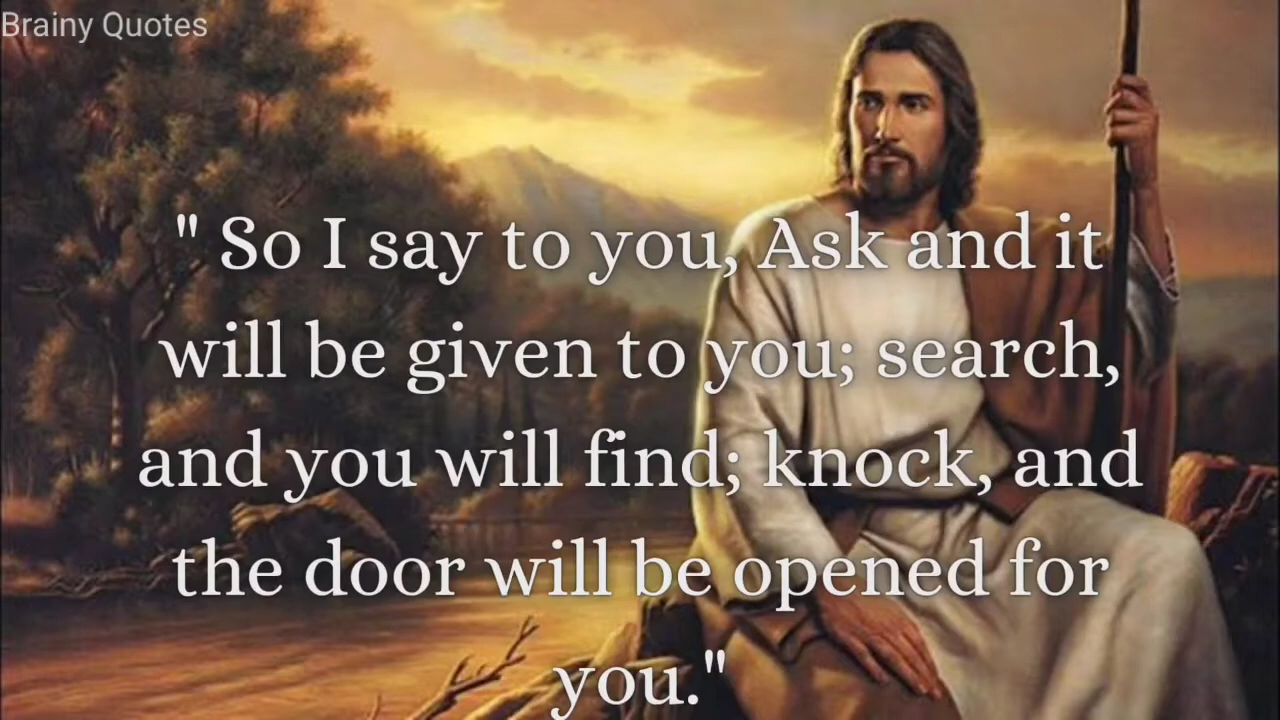 Brainy Quotes
" So I say to you, Ask and it
will be given to you; search,
and you will find; knock, and
the door will be opened for
you."